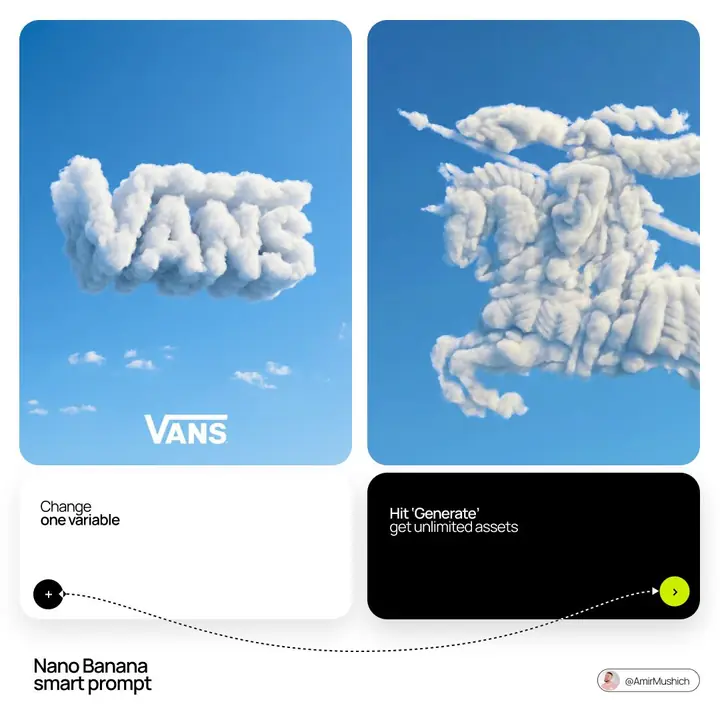 VANS
VANS
Change
one variable
Hit ‘Generate’
get unlimited assets
Nano Banana
smart prompt
@AmirMushich